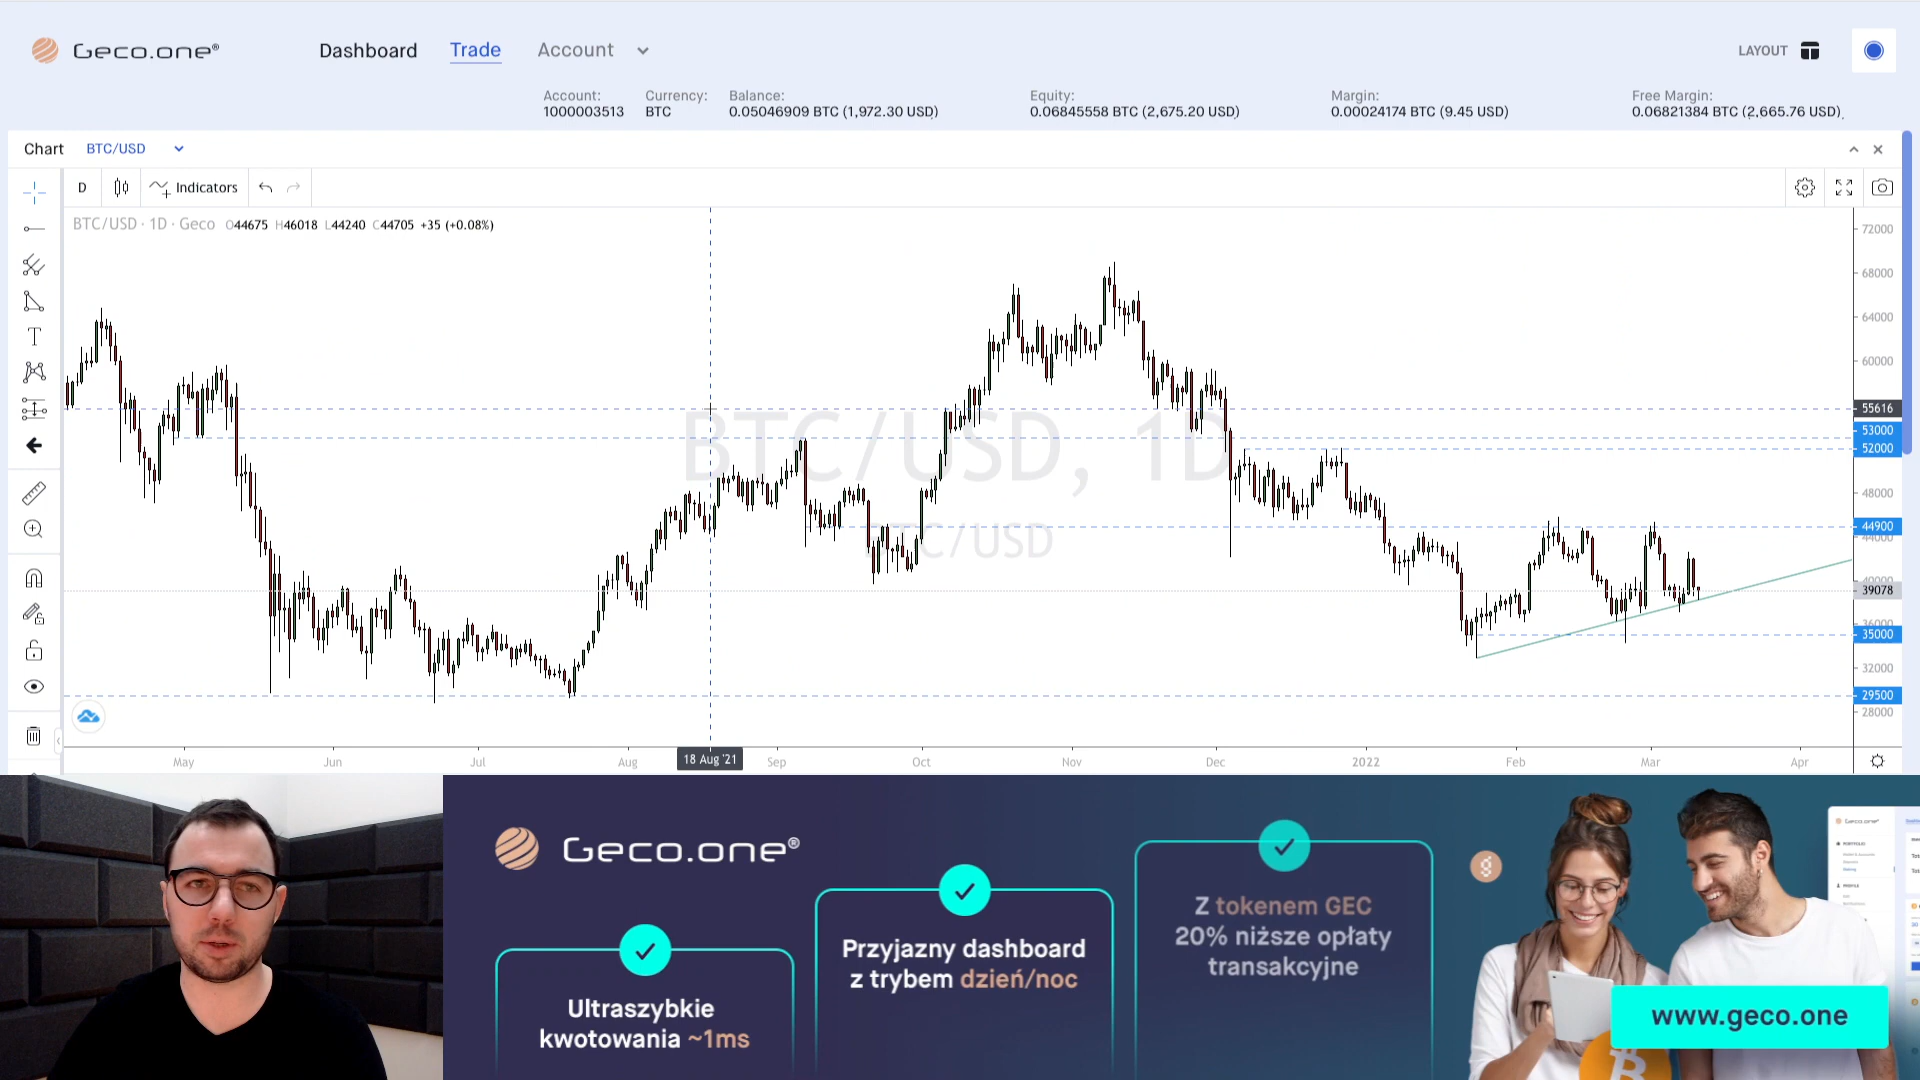 Geco.one®
Dashboard
Trade
Account
LAYOUT
Account:
1000003513
Currency:
BTC
Balance:
0.05046909 BTC (1,972.30 USD)
Equity:
0.06845558 BTC (2,675.20 USD)
Margin:
0.00024174 BTC (9.45 USD)
Free Margin:
0.06821384 BTC (2,665.76 USD)
Chart
BTC/USD
D
Indicators
BTC/USD · 1D · Geco O44675 H46018 L44240 C44705 +35 (+0.08%)
BTC/USD, 1D
BTC/USD
72000
68000
64000
60000
55616
53000
52000
48000
44900
44000
40000
39078
36000
35000
32000
29500
28000
May
Jun
Jul
Aug
18 Aug '21
Sep
Oct
Nov
Dec
2022
Feb
Mar
Apr
Geco.one®
Ultraszybkie
kwotowania ~1ms
Przyjazny dashboard
z trybem dzień/noc
Z tokenem GEC
20% niższe opłaty
transakcyjne
www.geco.one